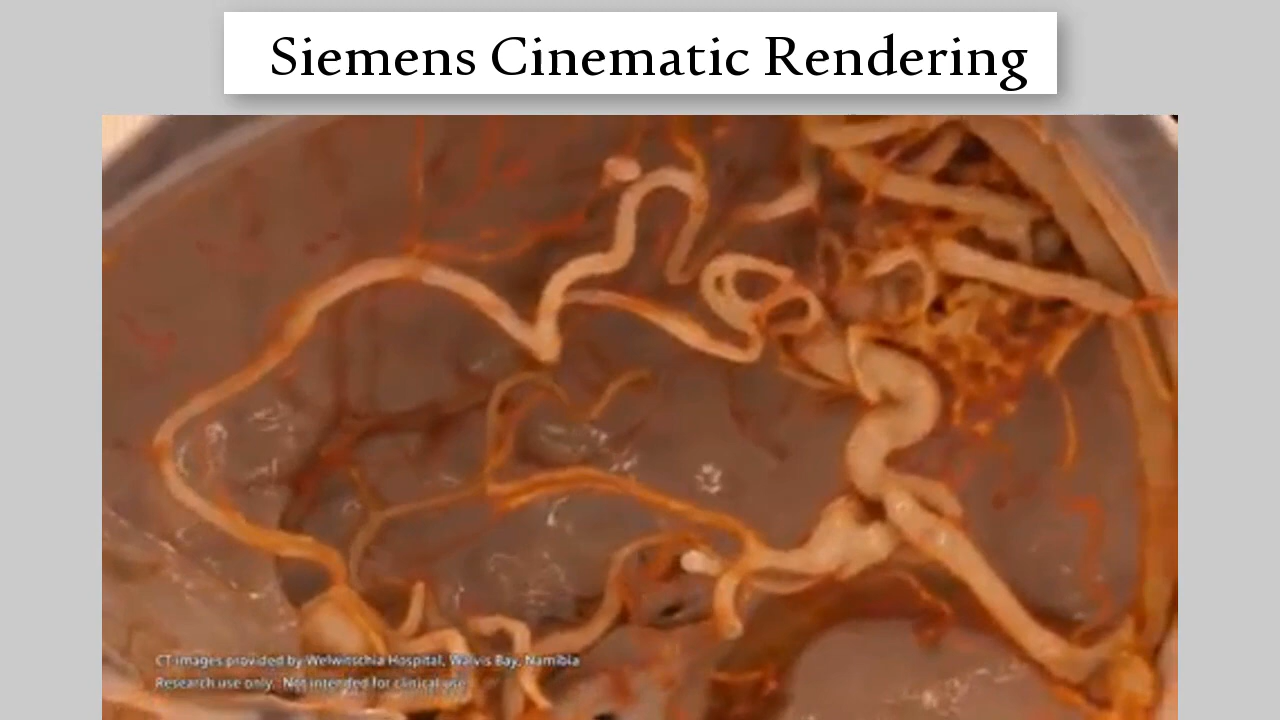 Siemens Cinematic Rendering
CT images provided by Welwitschia Hospital, Walvis Bay, Namibia
Research use only. Not intended for clinical use.